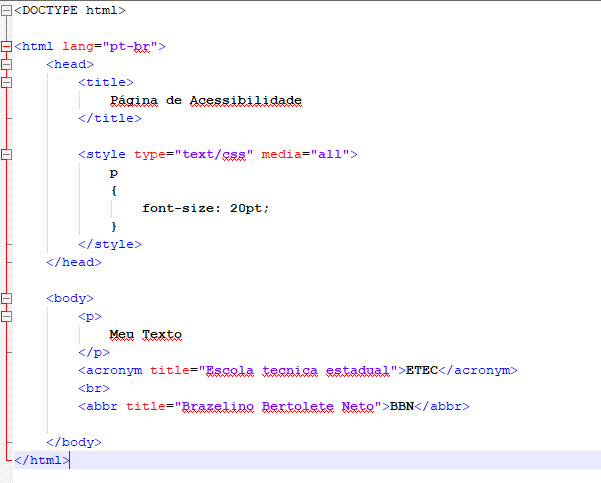 <DOCTYPE html>
<html lang="pt-br">
<head>
<title>
Página de Acessibilidade
</title>
<style type="text/css" media="all">
p
{
font-size: 20pt;
}
</style>
</head>
<body>
<p>
Meu Texto
</p>
<acronym title="Escola tecnica estadual">ETEC</acronym>
<br>
<abbr title="Brazelino Bertolete Neto">BBN</abbr>
</body>
</html>